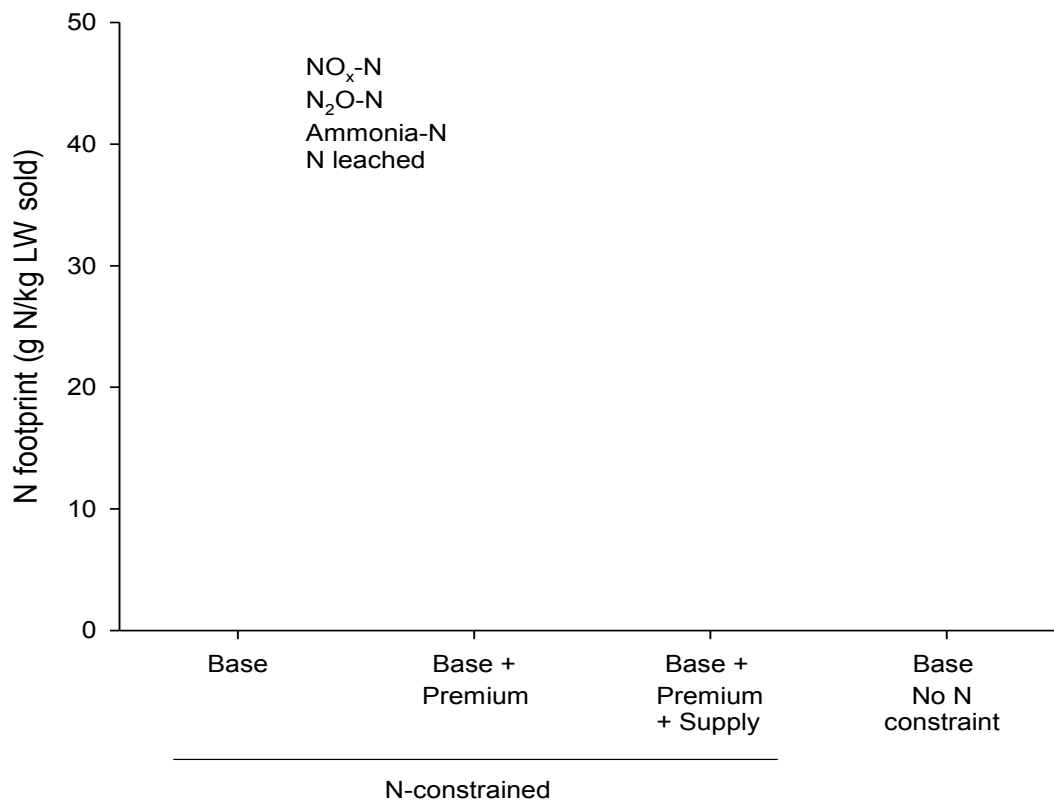 50
40
30
20
10
0
N footprint (g N/kg LW sold)
NOₓ-N
N₂O-N
Ammonia-N
N leached
Base
Base +
Premium
Base +
Premium
+ Supply
Base
No N
constraint
N-constrained